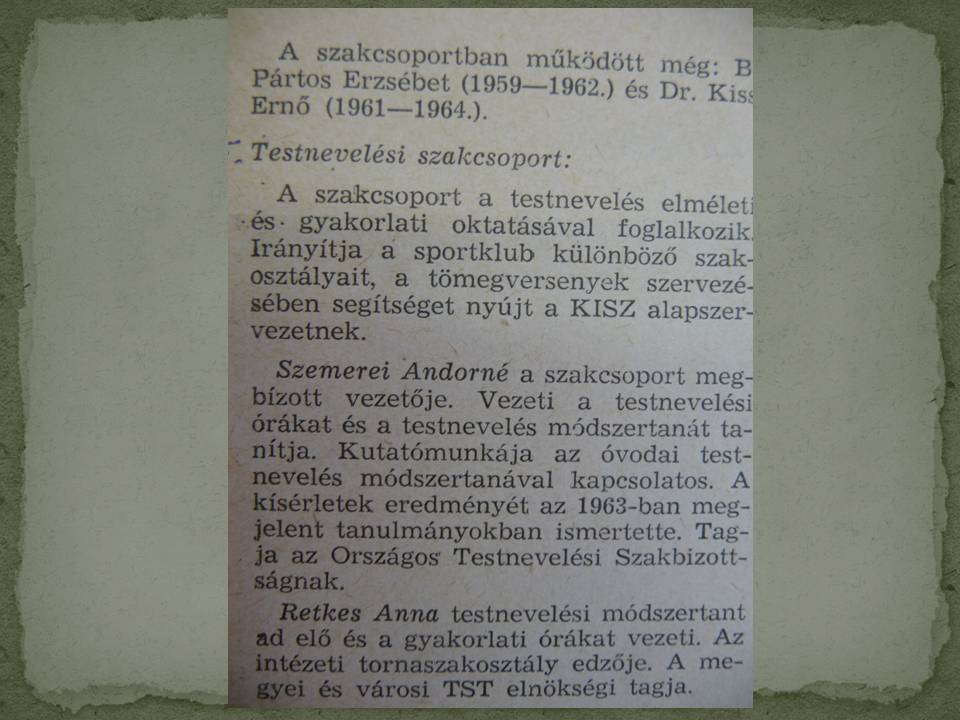 A szakcsoportban működött még: B
Pártos Erzsébet (1959—1962.) és Dr. Kiss
Ernő (1961—1964.).
Testnevelési szakcsoport:
A szakcsoport a testnevelés elméleti
és gyakorlati oktatásával foglalkozik.
Irányítja a sportklub különböző szak-
osztályait, a tömegversenyek szervezé-
sében segítséget nyújt a KISZ alapszer-
vezetnek.
Szemerei Andorné a szakcsoport meg-
bízott vezetője. Vezeti a testnevelési
órákat és a testnevelés módszertanát ta-
nítja. Kutatómunkája az óvodai test-
nevelés módszertanával kapcsolatos. A
kísérletek eredményét az 1963-ban meg-
jelent tanulmányokban ismertette. Tag-
ja az Országos Testnevelési Szakbizott-
ságnak.
Retkes Anna testnevelési módszertant
ad elő és a gyakorlati órákat vezeti. Az
intézeti tornaszakosztály edzője. A me-
gyei és városi TST elnökségi tagja.